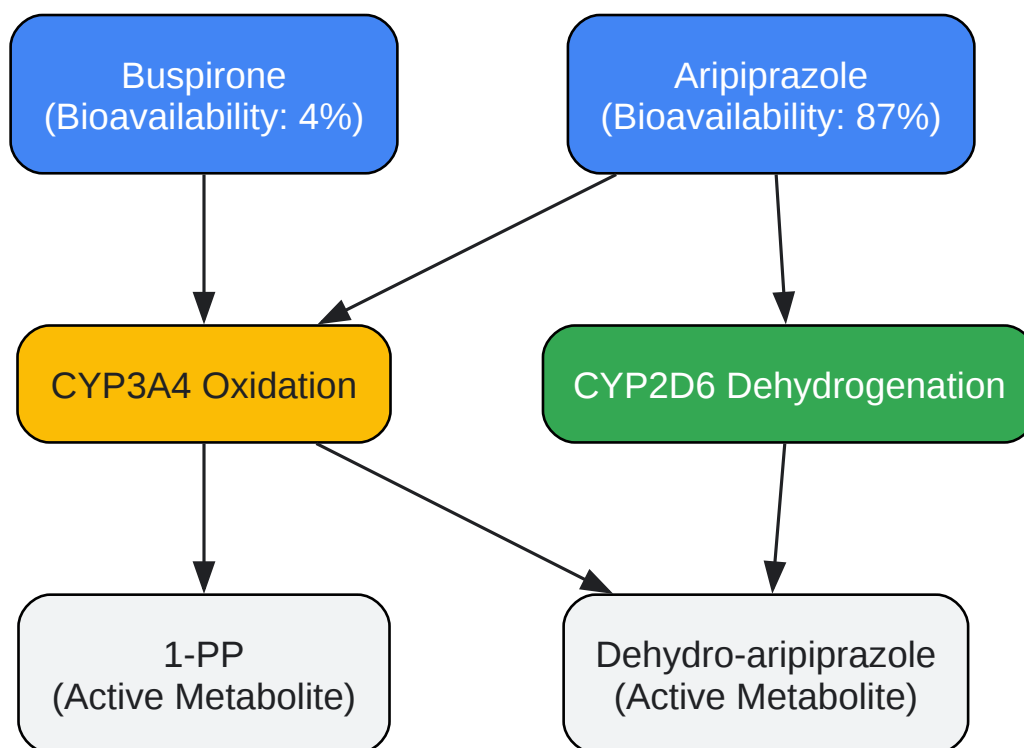 Buspirone
(Bioavailability: 4%)
Aripiprazole
(Bioavailability: 87%)
CYP3A4 Oxidation
CYP2D6 Dehydrogenation
1-PP
(Active Metabolite)
Dehydro-aripiprazole
(Active Metabolite)